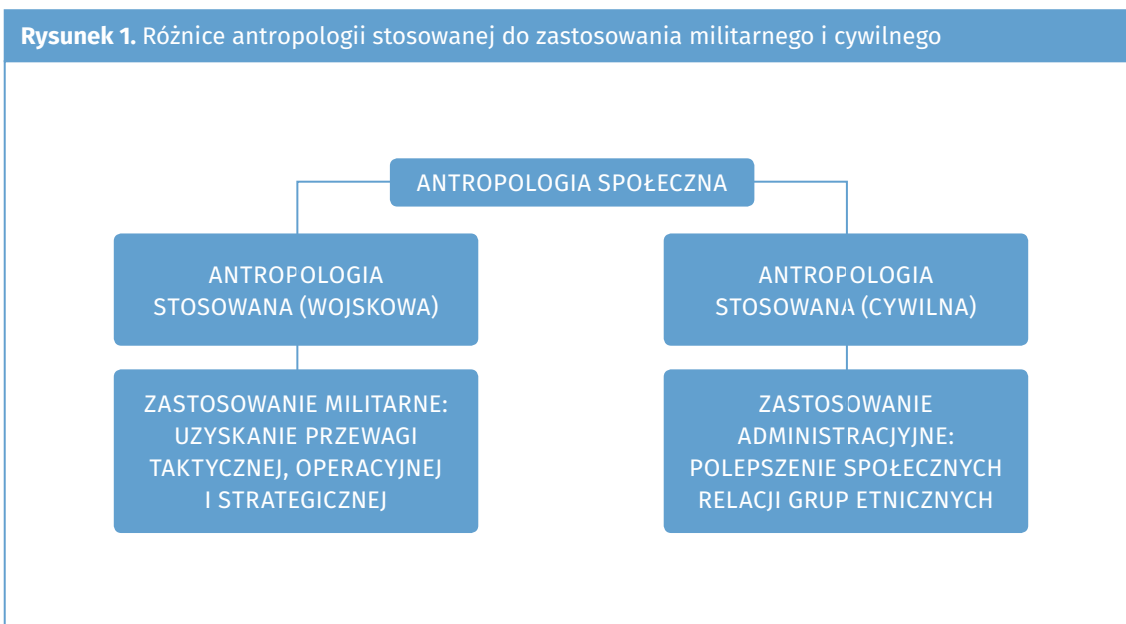 Rysunek 1. Różnice antropologii stosowanej do zastosowania militarnego i cywilnego
ANTROPOLOGIA SPOŁECZNA
ANTROPOLOGIA
STOSOWANA (WOJSKOWA)
ZASTOSOWANIE MILITARNE:
UZYSKANIE PRZEWAGI
TAKTYCZNEJ, OPERACYJNEJ
I STRATEGICZNEJ
ANTROPOLOGIA
STOSOWANA (CYWILNA)
ZASTOSOWANIE
ADMINISTRACYJNE:
POLEPSZENIE SPOŁECZNYCH
RELACJI GRUP ETNICZNYCH